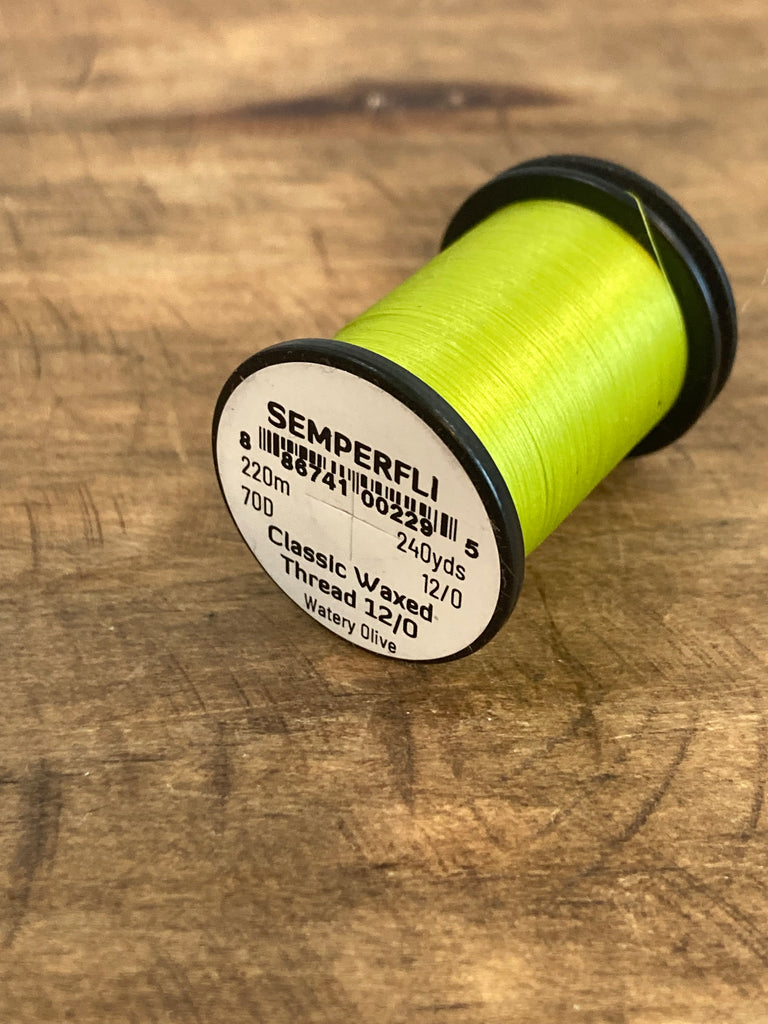 SEMPERFLI
8 86741 00229 5
220m 240yds
70D 12/0
Classic Waxed
Thread 12/0
Watery Olive